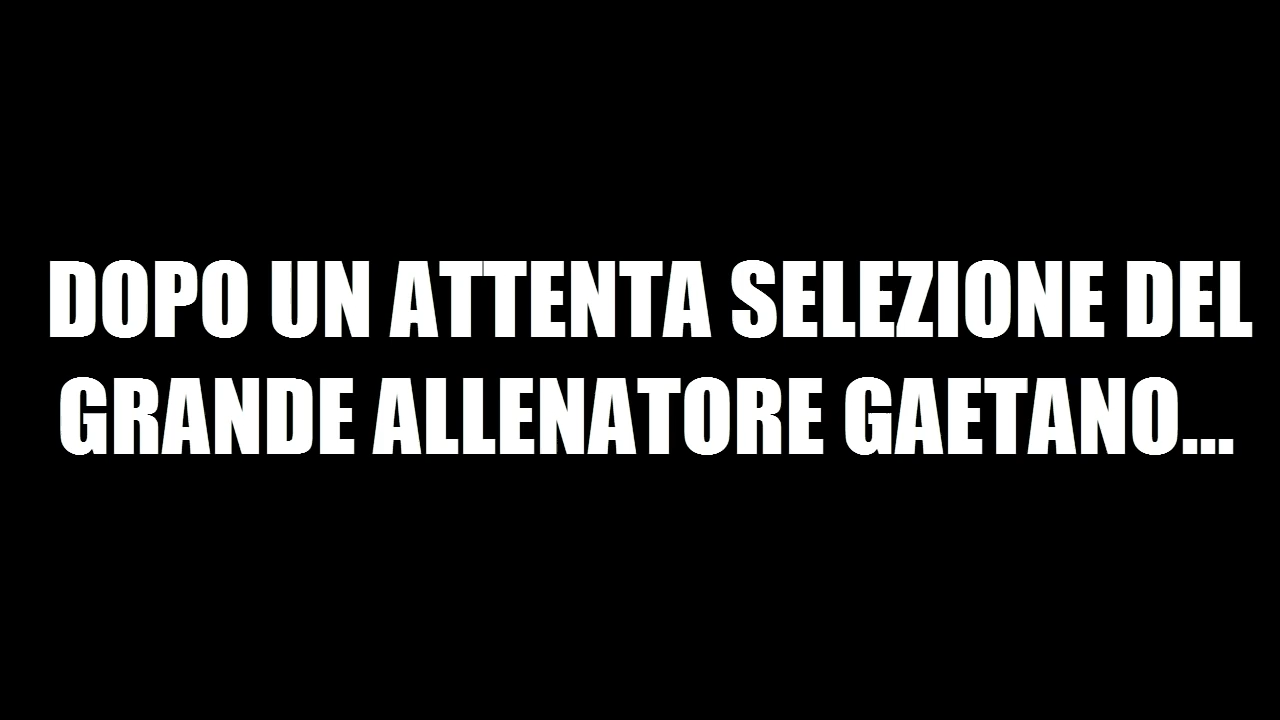 DOPO UN ATTENTA SELEZIONE DEL
GRANDE ALLENATORE GAETANO...